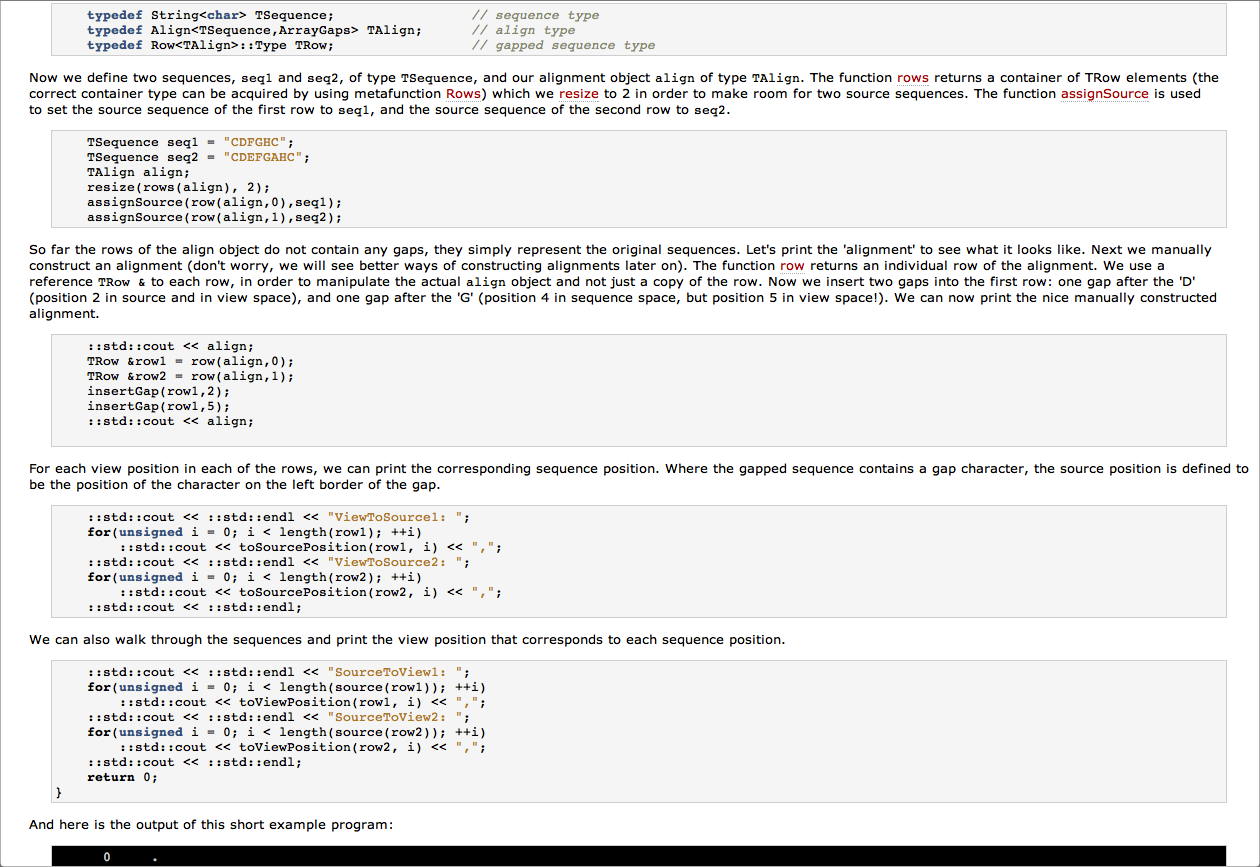 typedef String<char> TSequence; // sequence type
typedef Align<TSequence,ArrayGaps> TAlign; // align type
typedef Row<TAlign>::Type TRow; // gapped sequence type
Now we define two sequences, seq1 and seq2, of type TSequence, and our alignment object align of type TAlign. The function rows returns a container of TRow elements (the
correct container type can be acquired by using metafunction Rows) which we resize to 2 in order to make room for two source sequences. The function assignSource is used
to set the source sequence of the first row to seq1, and the source sequence of the second row to seq2.
TSequence seq1 = "CDFGHC";
TSequence seq2 = "CDEFGAHC";
TAlign align;
resize(rows(align), 2);
assignSource(row(align,0),seq1);
assignSource(row(align,1),seq2);
So far the rows of the align object do not contain any gaps, they simply represent the original sequences. Let's print the 'alignment' to see what it looks like. Next we manually
construct an alignment (don't worry, we will see better ways of constructing alignments later on). The function row returns an individual row of the alignment. We use a
reference TRow & to each row, in order to manipulate the actual align object and not just a copy of the row. Now we insert two gaps into the first row: one gap after the 'D'
(position 2 in source and in view space), and one gap after the 'G' (position 4 in sequence space, but position 5 in view space!). We can now print the nice manually constructed
alignment.
::std::cout << align;
TRow &row1 = row(align,0);
TRow &row2 = row(align,1);
insertGap(row1,2);
insertGap(row1,5);
::std::cout << align;
For each view position in each of the rows, we can print the corresponding sequence position. Where the gapped sequence contains a gap character, the source position is defined to
be the position of the character on the left border of the gap.
::std::cout << ::std::endl << "ViewToSource1: ";
for(unsigned i = 0; i < length(row1); ++i)
::std::cout << toSourcePosition(row1, i) << ",";
::std::cout << ::std::endl << "ViewToSource2: ";
for(unsigned i = 0; i < length(row2); ++i)
::std::cout << toSourcePosition(row2, i) << ",";
::std::cout << ::std::endl;
We can also walk through the sequences and print the view position that corresponds to each sequence position.
::std::cout << ::std::endl << "SourceToView1: ";
for(unsigned i = 0; i < length(source(row1)); ++i)
::std::cout << toViewPosition(row1, i) << ",";
::std::cout << ::std::endl << "SourceToView2: ";
for(unsigned i = 0; i < length(source(row2)); ++i)
::std::cout << toViewPosition(row2, i) << ",";
::std::cout << ::std::endl;
return 0;
}
And here is the output of this short example program:
0 .